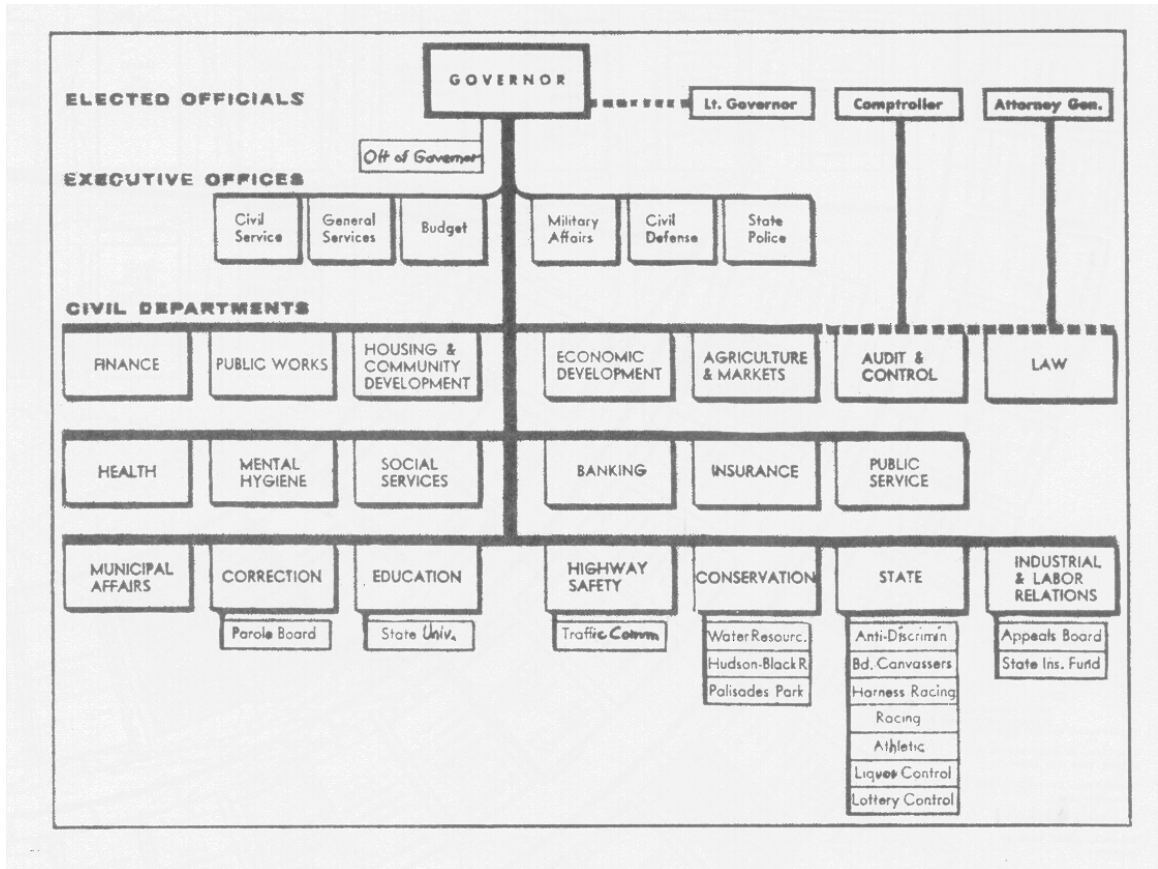 GOVERNOR
ELECTED OFFICIALS
Lt. Governor
Comptroller
Attorney Gen.
Off of Governor
EXECUTIVE OFFICES
Civil
Service
General
Services
Budget
Military
Affairs
Civil
Defense
State
Police
CIVIL DEPARTMENTS
FINANCE
PUBLIC WORKS
HOUSING &
COMMUNITY
DEVELOPMENT
ECONOMIC
DEVELOPMENT
AGRICULTURE
& MARKETS
AUDIT &
CONTROL
LAW
HEALTH
MENTAL
HYGIENE
SOCIAL
SERVICES
BANKING
INSURANCE
PUBLIC
SERVICE
MUNICIPAL
AFFAIRS
CORRECTION
Parole Board
EDUCATION
State Univ.
HIGHWAY
SAFETY
Traffic Comm
CONSERVATION
Water Resourc.
Hudson-Black R
Palisades Park
STATE
Anti-Discrimin
Bd. Canvassers
Harness Racing
Racing
Athletic
Liquor Control
Lottery Control
INDUSTRIAL
& LABOR
RELATIONS
Appeals Board
State Ins. Fund